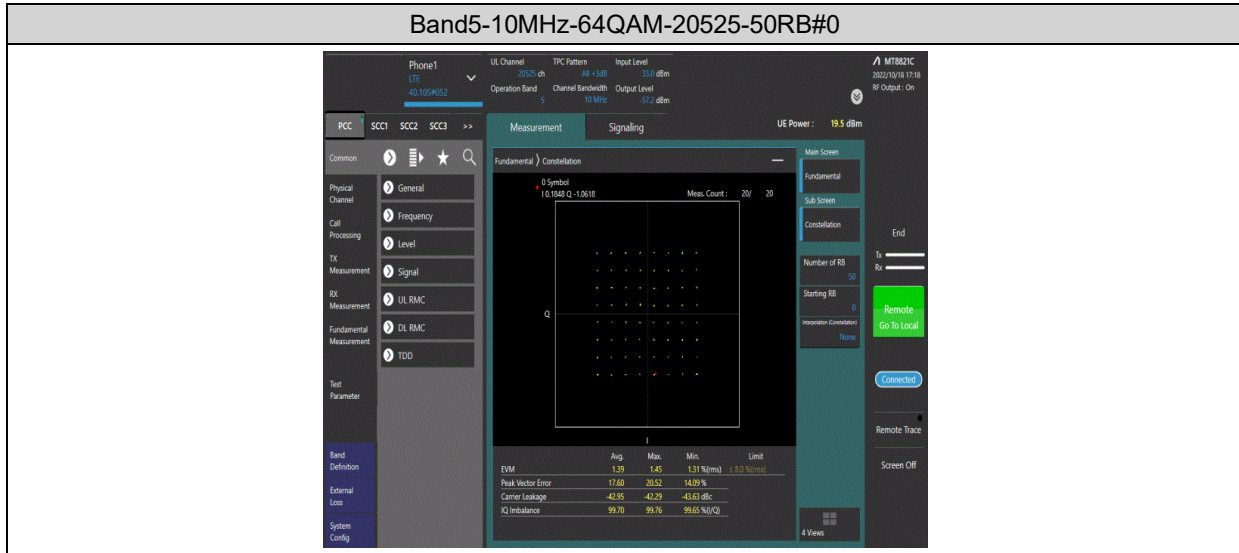 Band5-10MHz-64QAM-20525-50RB#0
Phone1
LTE
40.10S#052
UL Channel TPC Pattern Input Level
20525 ch All +3dB 33.0 dBm
Operation Band Channel Bandwidth Output Level
5 10 MHz -57.2 dBm
MT8821C
2022/10/18 17:18
RF Output : On
PCC SCC1 SCC2 SCC3 >>
Measurement Signaling
UE Power : 19.5 dBm
Common
Physical
Channel
Call
Processing
TX
Measurement
RX
Measurement
Fundamental
Measurement
Test
Parameter
Band
Definition
External
Loss
System
Config
General
Frequency
Level
Signal
UL RMC
DL RMC
TDD
Fundamental ) Constellation
0 Symbol
I 0.1848 Q -1.0618 Meas. Count : 20/ 20
Q
I
Avg. Max. Min. Limit
EVM 1.39 1.45 1.31 %(rms) ≤ 8.0 %(rms)
Peak Vector Error 17.60 20.52 14.09 %
Carrier Leakage -42.95 -42.29 -43.63 dBc
IQ Imbalance 99.70 99.76 99.65 %(I/Q)
Main Screen
Fundamental
Sub Screen
Constellation
Number of RB
50
Starting RB
0
Interpolation (Constellation)
None
4 Views
End
Tx
Rx
Remote
Go To Local
Connected
Remote Trace
Screen Off